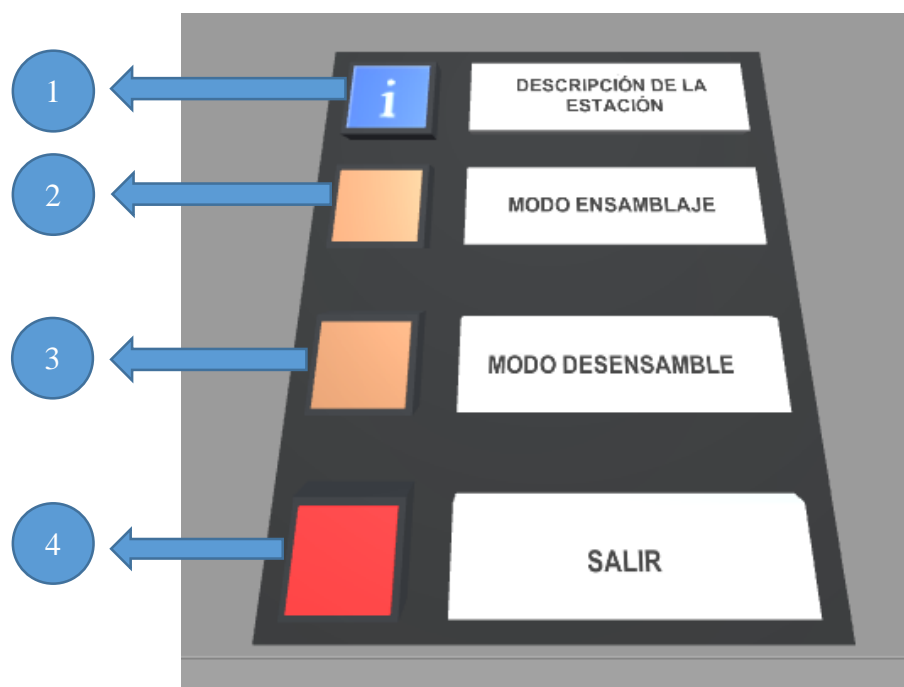 1
i
DESCRIPCIÓN DE LA
ESTACIÓN
2
MODO ENSAMBLAJE
3
MODO DESENSAMBLE
4
SALIR